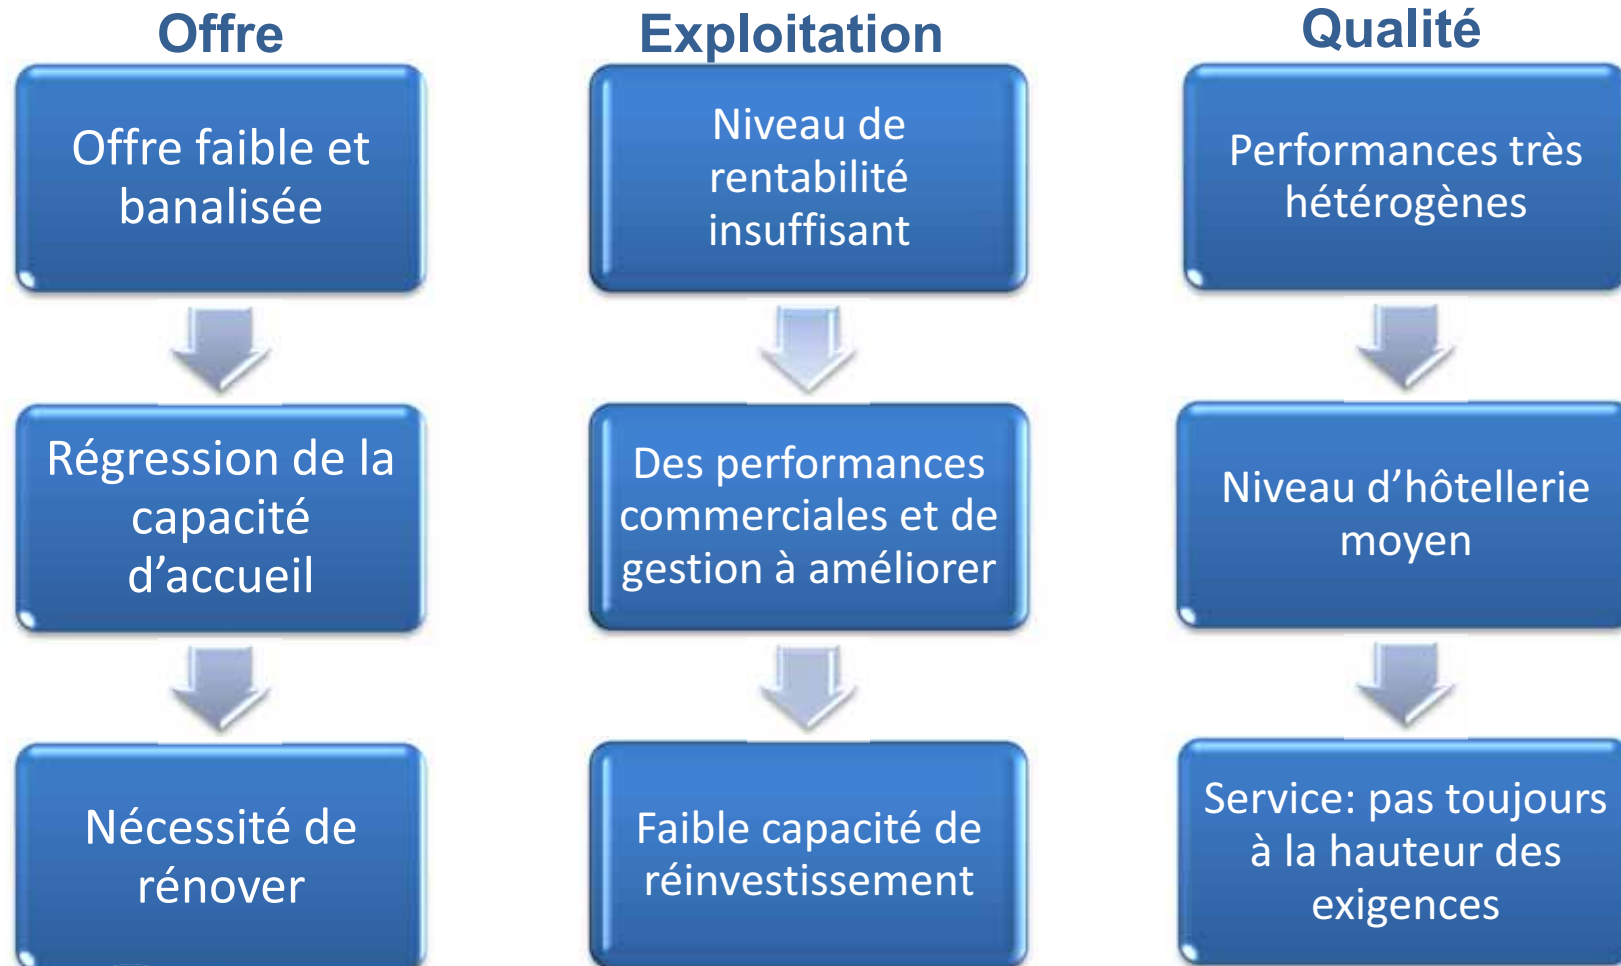 Offre
Offre faible et
banalisée
Régression de la
capacité
d’accueil
Nécessité de
rénover
Exploitation
Niveau de
rentabilité
insuffisant
Des performances
commerciales et de
gestion à améliorer
Faible capacité de
réinvestissement
Qualité
Performances très
hétérogènes
Niveau d’hôtellerie
moyen
Service: pas toujours
à la hauteur des
exigences